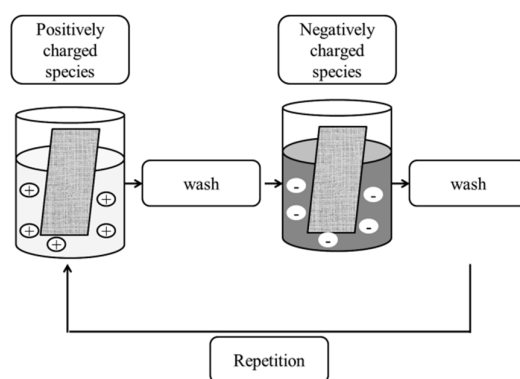 Positively
charged
species
Negatively
charged
species
wash
wash
+
+
+
+
+
-
-
-
-
-
Repetition